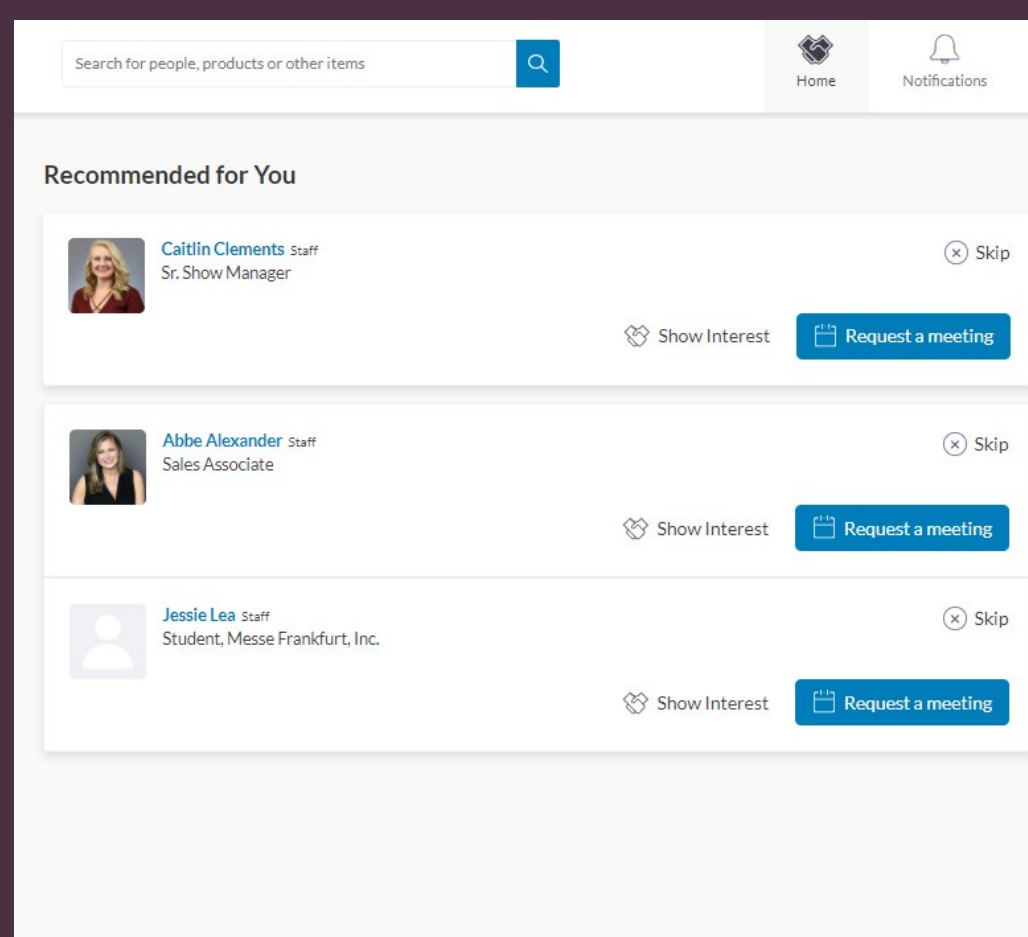 Search for people, products or other items
Home
Notifications
Recommended for You
Caitlin Clements Staff
Sr. Show Manager
Skip
Show Interest
Request a meeting
Abbe Alexander Staff
Sales Associate
Skip
Show Interest
Request a meeting
Jessie Lea Staff
Student, Messe Frankfurt, Inc.
Skip
Show Interest
Request a meeting